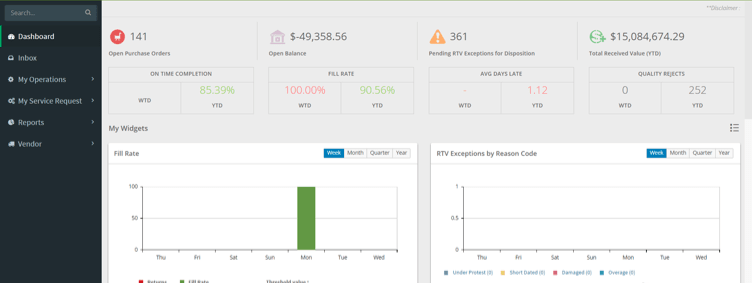 Search...
**Disclaimer
Dashboard
Inbox
My Operations
My Service Request
Reports
Vendor
141
Open Purchase Orders
$-49,358.56
Open Balance
361
Pending RTV Exceptions for Disposition
$15,084,674.29
Total Received Value (YTD)
ON TIME COMPLETION
85.39%
WTD
YTD
FILL RATE
100.00%
90.56%
WTD
YTD
AVG DAYS LATE
-
1.12
WTD
YTD
QUALITY REJECTS
0
252
WTD
YTD
My Widgets
Fill Rate
Week Month Quarter Year
100
50
0
Thu Fri Sat Sun Mon Tue Wed
Returns Fill Rate Threshold value :
RTV Exceptions by Reason Code
Week Month Quarter Year
1
0.5
0
Thu Fri Sat Sun Mon Tue Wed
Under Protest (0) Short Dated (0) Damaged (0) Overage (0)